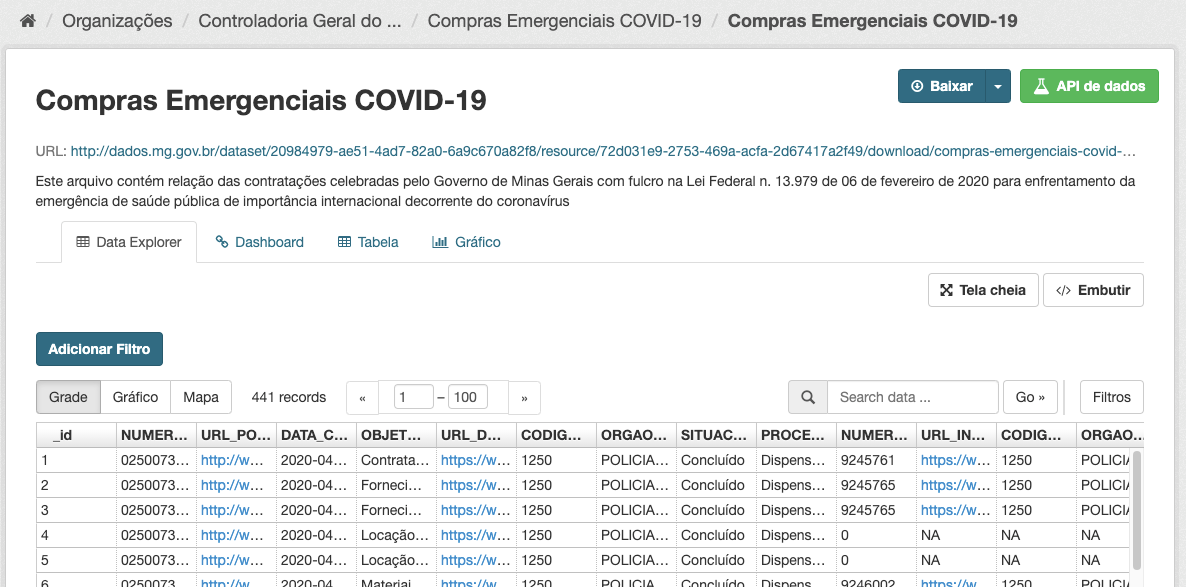 / Organizações / Controladoria Geral do ... / Compras Emergenciais COVID-19 / Compras Emergenciais COVID-19
Baixar API de dados
Compras Emergenciais COVID-19
URL: http://dados.mg.gov.br/dataset/20984979-ae51-4ad7-82a0-6a9c670a82f8/resource/72d031e9-2753-469a-acfa-2d67417a2f49/download/compras-emergenciais-covid-...
Este arquivo contém relação das contratações celebradas pelo Governo de Minas Gerais com fulcro na Lei Federal n. 13.979 de 06 de fevereiro de 2020 para enfrentamento da
emergência de saúde pública de importância internacional decorrente do coronavírus
Data Explorer Dashboard Tabela Gráfico
Tela cheia </> Embutir
Adicionar Filtro
Grade Gráfico Mapa 441 records « 1 – 100 » Search data ... Go » Filtros
_id NUMER... URL_PO... DATA_C... OBJET... URL_D... CODIG... ORGAO... SITUAC... PROCE... NUMER... URL_IN... CODIG... ORGAO...
1 0250073... http://w... 2020-04... Contrata... https://w... 1250 POLICIA... Concluído Dispens... 9245761 https://w... 1250 POLICIA
2 0250073... http://w... 2020-04... Forneci... https://w... 1250 POLICIA... Concluído Dispens... 9245765 https://w... 1250 POLICIA
3 0250073... http://w... 2020-04... Forneci... https://w... 1250 POLICIA... Concluído Dispens... 9245765 https://w... 1250 POLICIA
4 0250073... http://w... 2020-04... Locação... https://w... 1250 POLICIA... Concluído Dispens... 0 NA NA NA
5 0250073... http://w... 2020-04... Locação... https://w... 1250 POLICIA... Concluído Dispens... 0 NA NA NA
6 0250073... http://w... 2020-04... Materiai... https://w... 1250 POLICIA... Concluído Dispens... 9246002 https://w... 1250 POLICIA